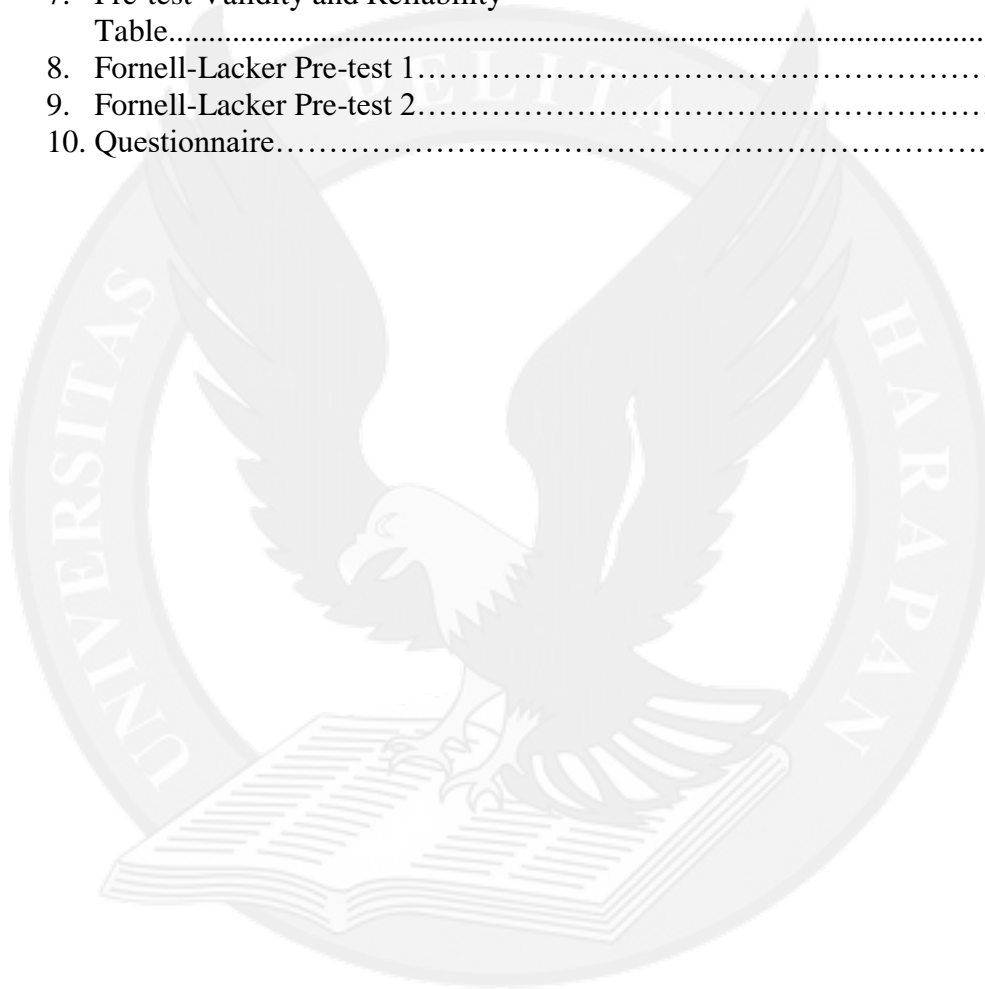 7. Pre-test Validity and Reliability
Table.....................................................................................................
8. Fornell-Lacker Pre-test 1……………………………………………………………
9. Fornell-Lacker Pre-test 2……………………………………………………………
10. Questionnaire…………………………………………………………………….
UNIVERSITAS PELITA HARAPAN